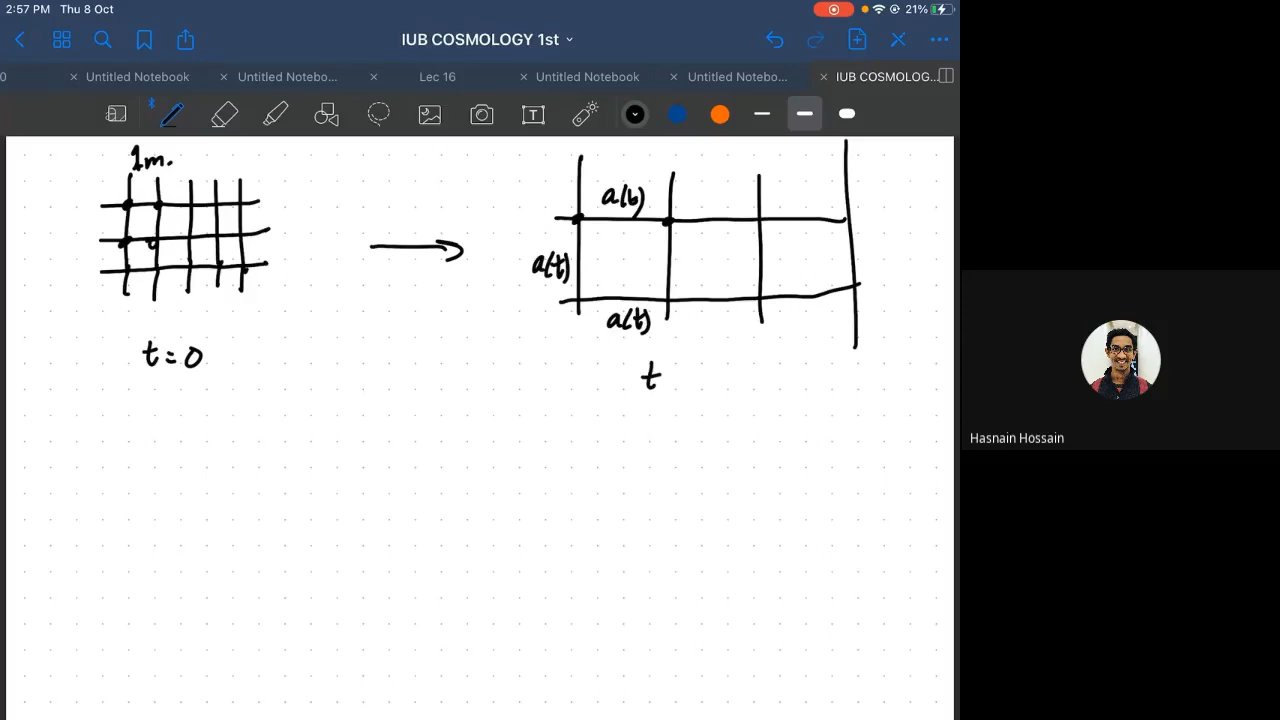 2:57 PM Thu 8 Oct
21%
IUB COSMOLOGY 1st
0
Untitled Notebook
Untitled Notebo...
Lec 16
Untitled Notebook
Untitled Notebo...
IUB COSMOLOG...
T
1m.
a(t)
a(t)
a(t)
t = 0
t
Hasnain Hossain